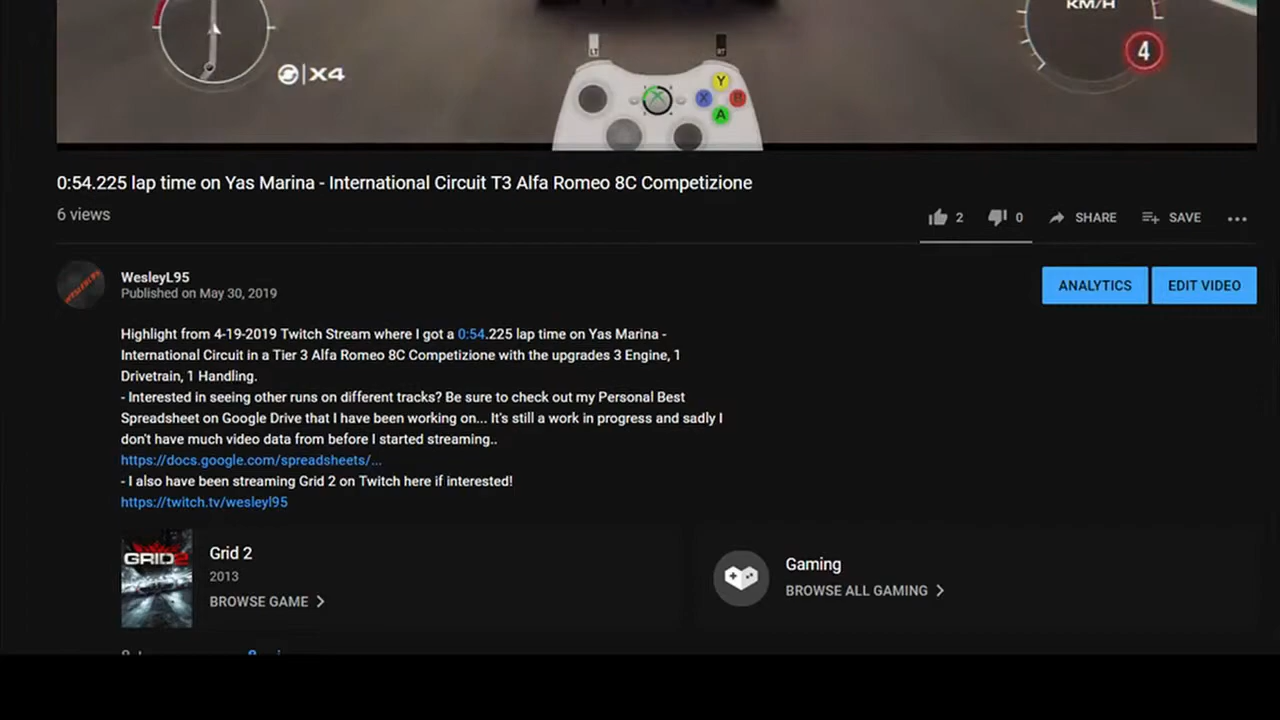 KM/H
4
X4
LT
RT
Y
X
B
A
0:54.225 lap time on Yas Marina - International Circuit T3 Alfa Romeo 8C Competizione
6 views
2
0
SHARE
SAVE
WesleyL95
Published on May 30, 2019
ANALYTICS
EDIT VIDEO
Highlight from 4-19-2019 Twitch Stream where I got a 0:54.225 lap time on Yas Marina -
International Circuit in a Tier 3 Alfa Romeo 8C Competizione with the upgrades 3 Engine, 1
Drivetrain, 1 Handling.
- Interested in seeing other runs on different tracks? Be sure to check out my Personal Best
Spreadsheet on Google Drive that I have been working on... It's still a work in progress and sadly I
don't have much video data from before I started streaming..
https://docs.google.com/spreadsheets/...
- I also have been streaming Grid 2 on Twitch here if interested!
https://twitch.tv/wesleyl95
GRID 2
Grid 2
2013
BROWSE GAME
Gaming
BROWSE ALL GAMING